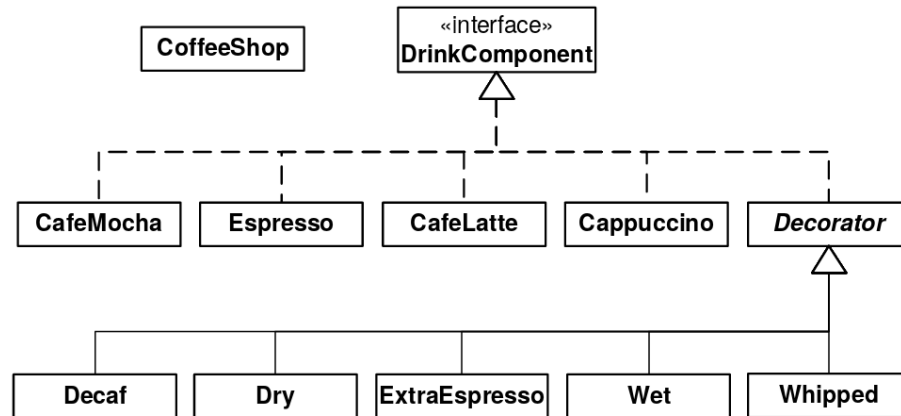 «interface»
CoffeeShop
DrinkComponent
CafeMocha
Espresso
CafeLatte
Cappuccino
Decorator
Decaf
Dry
ExtraEspresso
Wet
Whipped